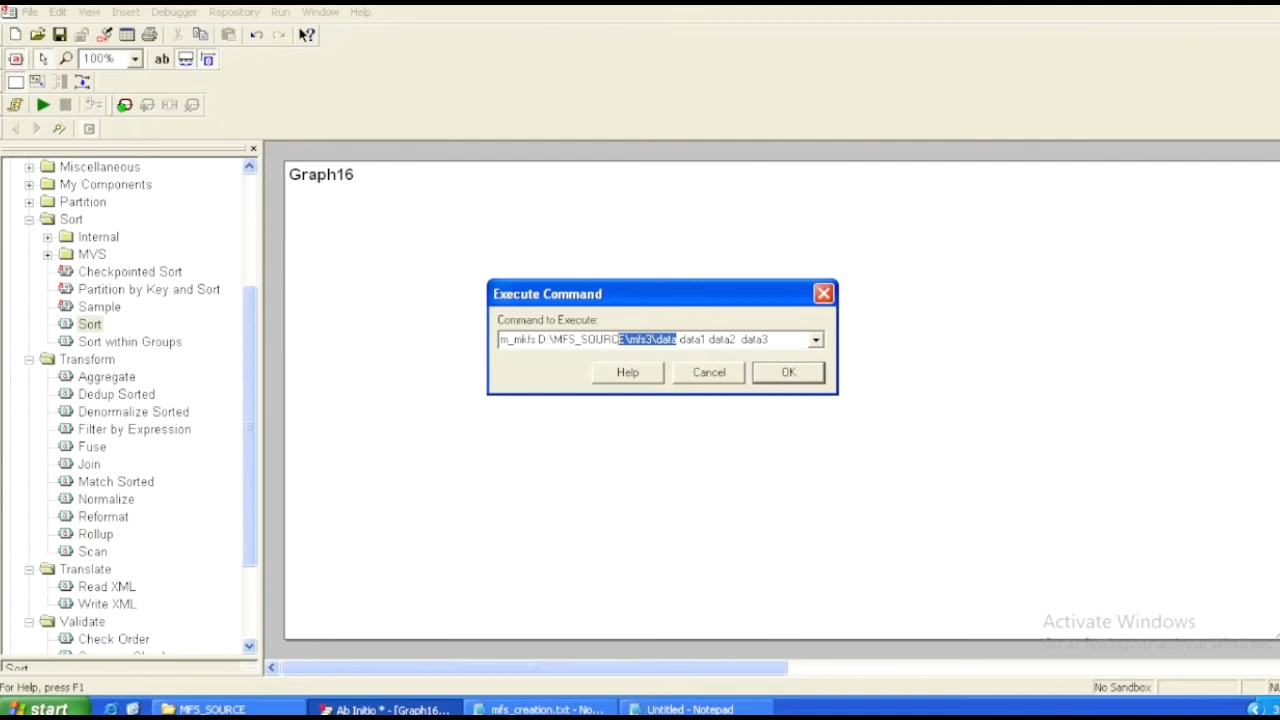 File Edit View Insert Debugger Repository Run Window Help
100%
ab
Miscellaneous
My Components
Partition
Sort
Internal
MVS
Checkpointed Sort
Partition by Key and Sort
Sample
Sort
Sort within Groups
Transform
Aggregate
Dedup Sorted
Denormalize Sorted
Filter by Expression
Fuse
Join
Match Sorted
Normalize
Reformat
Rollup
Scan
Translate
Read XML
Write XML
Validate
Check Order
Sort
Graph16
Execute Command
Command to Execute:
m_mkfs D:\MFS_SOURCE\mfs3\data data1 data2 data3
Help Cancel OK
Activate Windows
For Help, press F1
No Sandbox
start
MFS_SOURCE
Ab Initio * - [Graph16...
mfs_creation.txt - No...
Untitled - Notepad